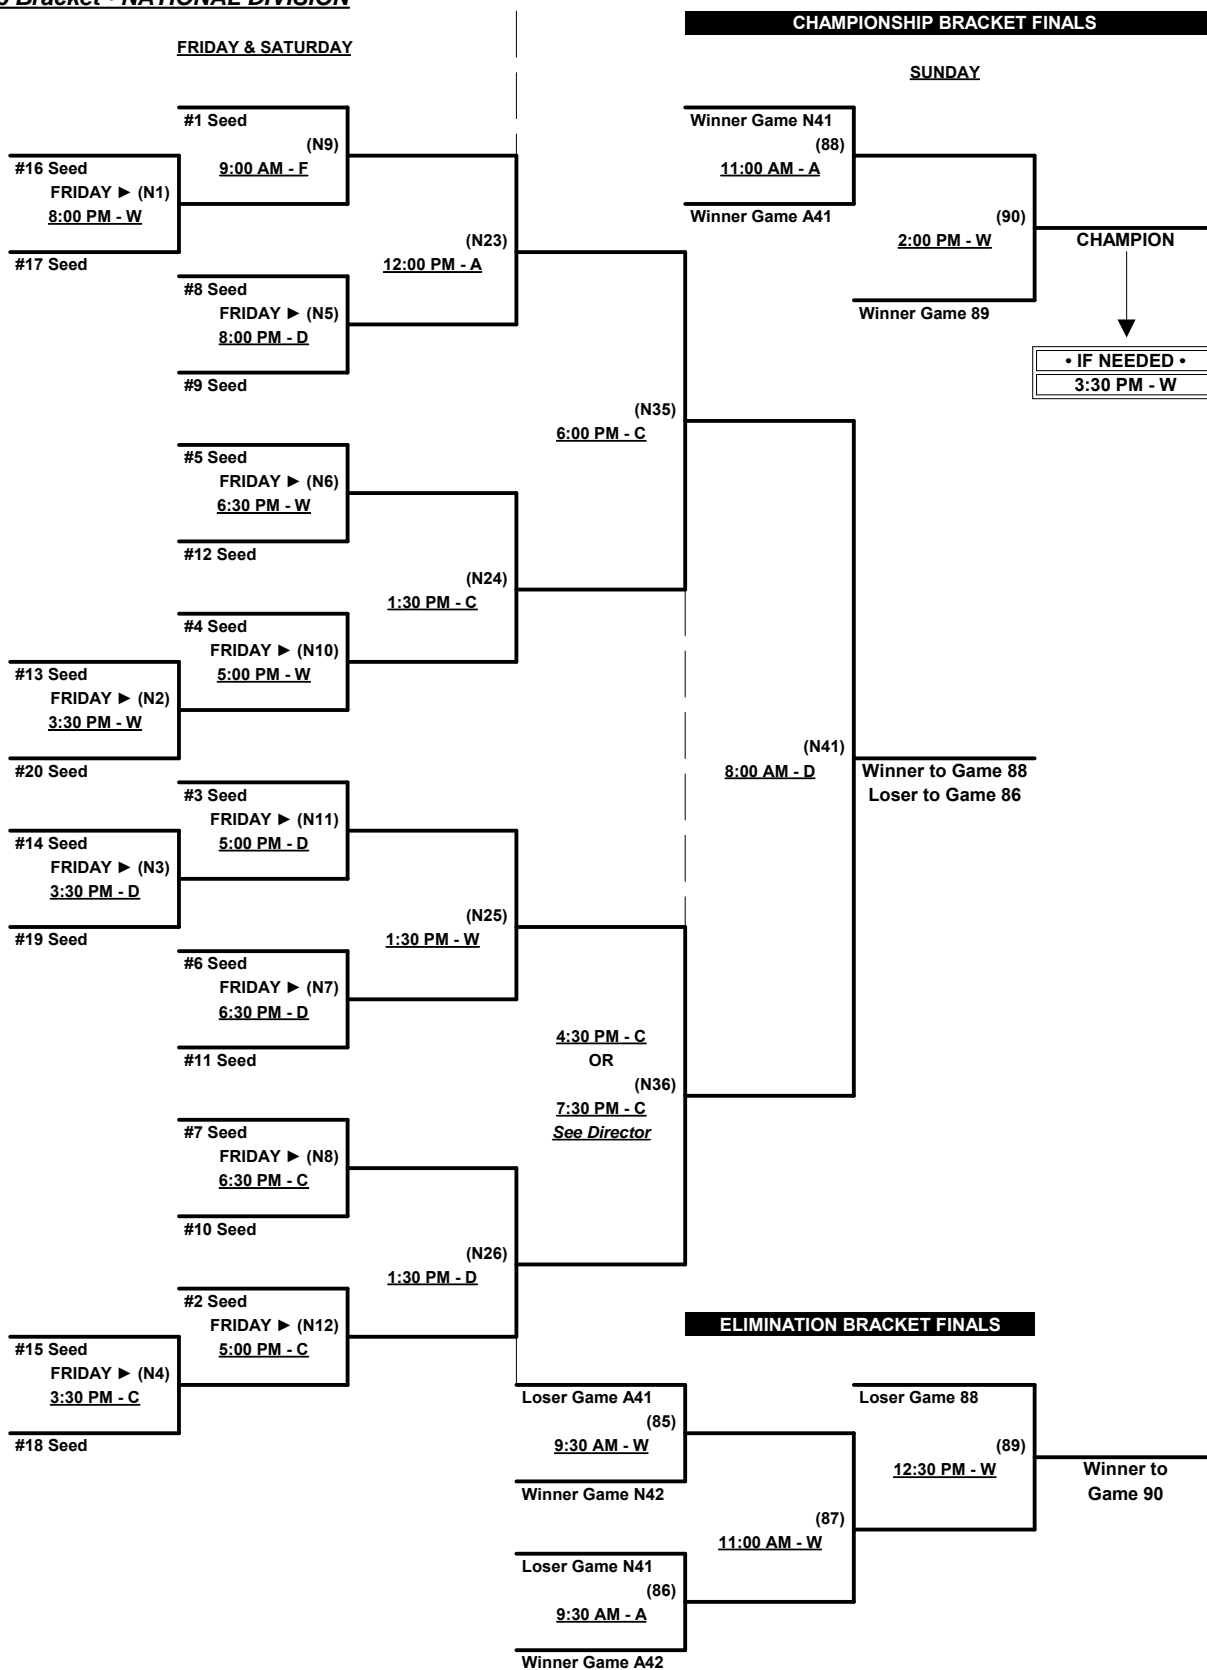 Bracket • NATIONAL DIVISION
CHAMPIONSHIP BRACKET FINALS
FRIDAY & SATURDAY
SUNDAY
#1 Seed
(N9)
9:00 AM - F
#16 Seed
FRIDAY ► (N1)
8:00 PM - W
#17 Seed
(N23)
12:00 PM - A
#8 Seed
FRIDAY ► (N5)
8:00 PM - D
#9 Seed
(N35)
6:00 PM - C
#5 Seed
FRIDAY ► (N6)
6:30 PM - W
#12 Seed
(N24)
1:30 PM - C
#4 Seed
FRIDAY ► (N10)
5:00 PM - W
#13 Seed
FRIDAY ► (N2)
3:30 PM - W
#20 Seed
(N41)
8:00 AM - D
Winner to Game 88
Loser to Game 86
#3 Seed
FRIDAY ► (N11)
5:00 PM - D
#14 Seed
FRIDAY ► (N3)
3:30 PM - D
#19 Seed
(N25)
1:30 PM - W
#6 Seed
FRIDAY ► (N7)
6:30 PM - D
#11 Seed
4:30 PM - C
OR
(N36)
7:30 PM - C
See Director
#7 Seed
FRIDAY ► (N8)
6:30 PM - C
#10 Seed
(N26)
1:30 PM - D
#2 Seed
FRIDAY ► (N12)
5:00 PM - C
#15 Seed
FRIDAY ► (N4)
3:30 PM - C
#18 Seed
Winner Game N41
(88)
11:00 AM - A
Winner Game A41
(90)
2:00 PM - W
CHAMPION
Winner Game 89
• IF NEEDED •
3:30 PM - W
ELIMINATION BRACKET FINALS
Loser Game A41
(85)
9:30 AM - W
Winner Game N42
Loser Game 88
(89)
12:30 PM - W
Winner to
Game 90
(87)
11:00 AM - W
Loser Game N41
(86)
9:30 AM - A
Winner Game A42